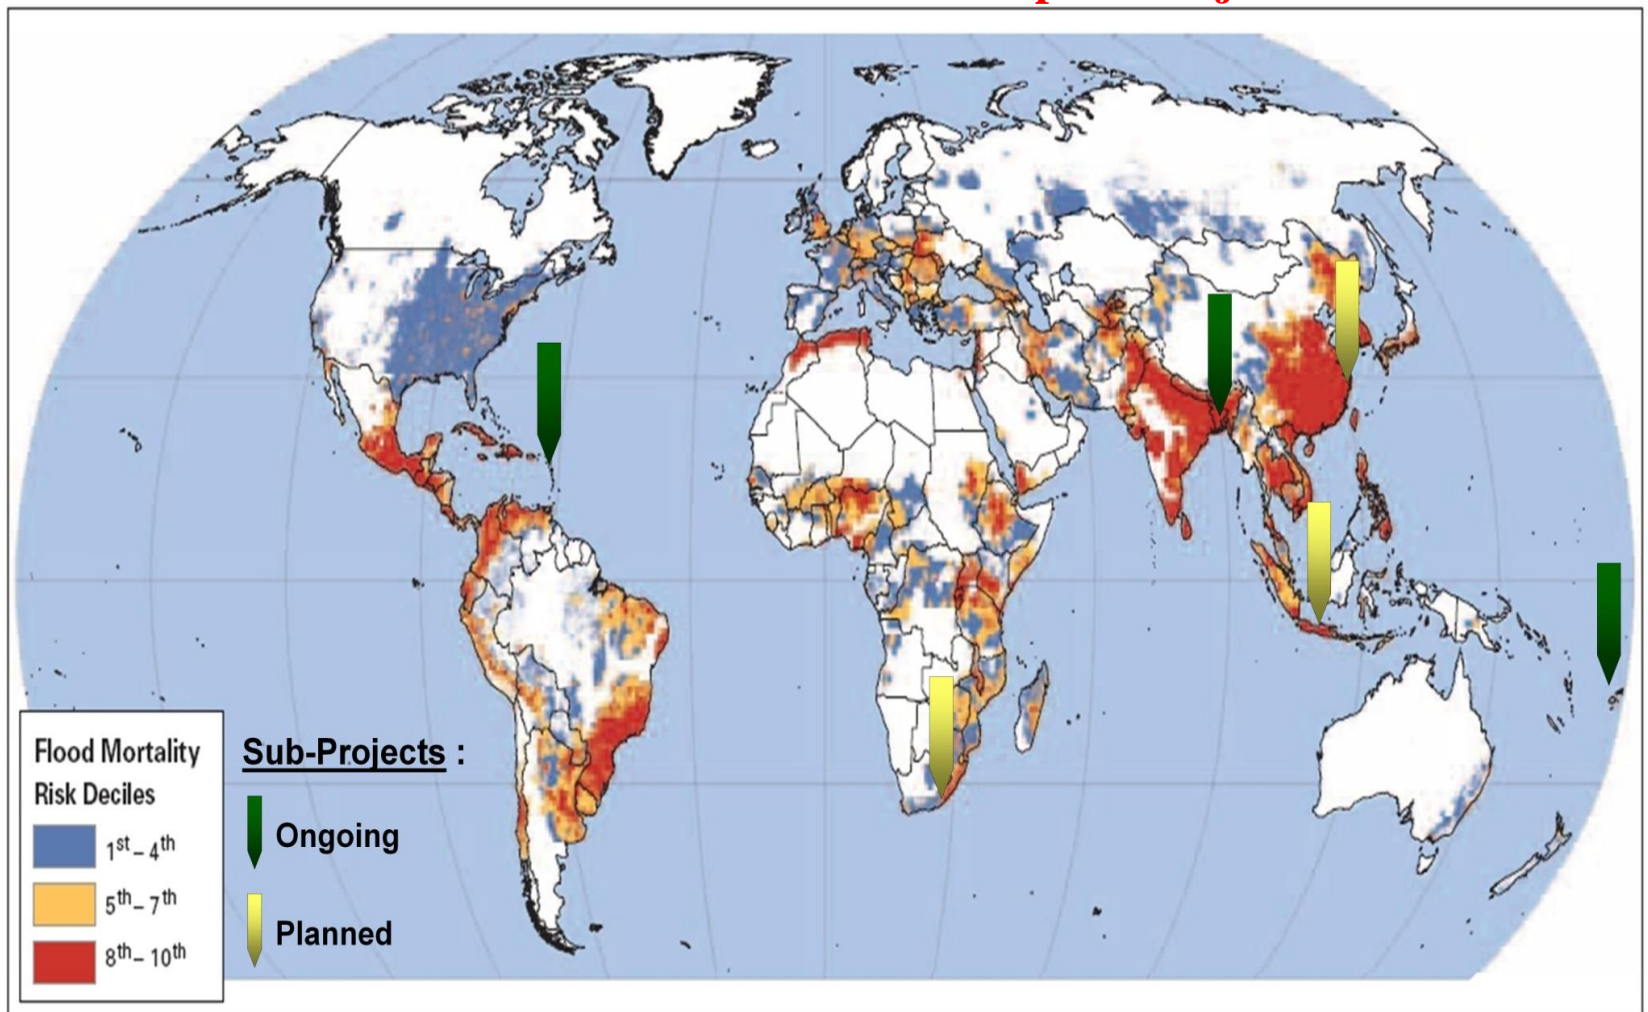 Flood Mortality
Risk Deciles
1st – 4th
5th – 7th
8th – 10th
Sub-Projects :
Ongoing
Planned